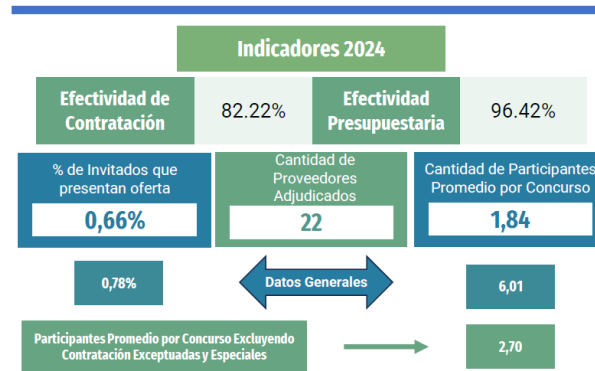 Indicadores 2024
Efectividad de
Contratación
82.22%
Efectividad
Presupuestaria
96.42%
% de Invitados que
presentan oferta
0,66%
Cantidad de
Proveedores
Adjudicados
22
Cantidad de Participantes
Promedio por Concurso
1,84
0,78%
Datos Generales
6,01
Participantes Promedio por Concurso Excluyendo
Contratación Exceptuadas y Especiales
2,70